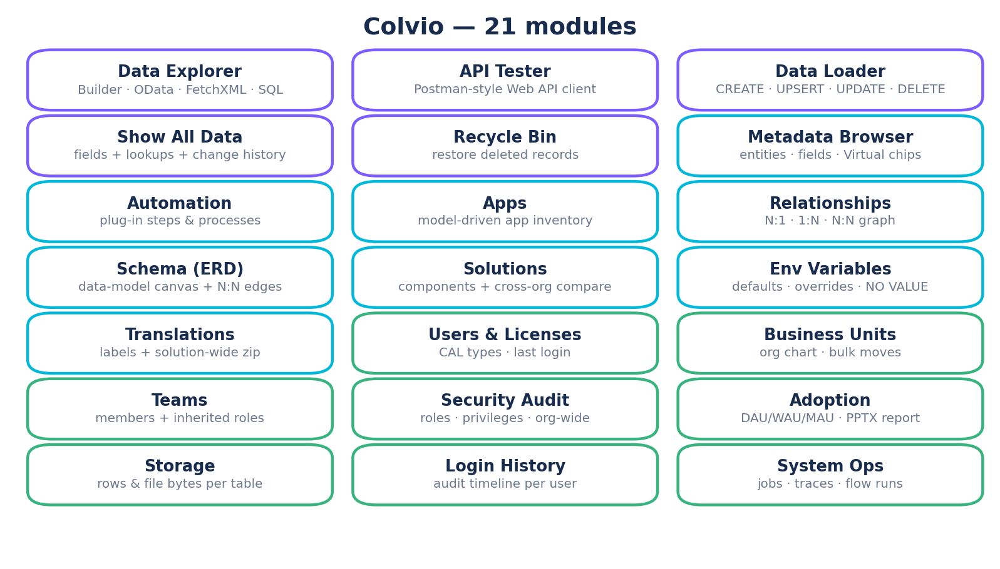 Colvio — 21 modules
Data Explorer
Builder · OData · FetchXML · SQL
API Tester
Postman-style Web API client
Data Loader
CREATE · UPSERT · UPDATE · DELETE
Show All Data
fields + lookups + change history
Recycle Bin
restore deleted records
Metadata Browser
entities · fields · Virtual chips
Automation
plug-in steps & processes
Apps
model-driven app inventory
Relationships
N:1 · 1:N · N:N graph
Schema (ERD)
data-model canvas + N:N edges
Solutions
components + cross-org compare
Env Variables
defaults · overrides · NO VALUE
Translations
labels + solution-wide zip
Users & Licenses
CAL types · last login
Business Units
org chart · bulk moves
Teams
members + inherited roles
Security Audit
roles · privileges · org-wide
Adoption
DAU/WAU/MAU · PPTX report
Storage
rows & file bytes per table
Login History
audit timeline per user
System Ops
jobs · traces · flow runs